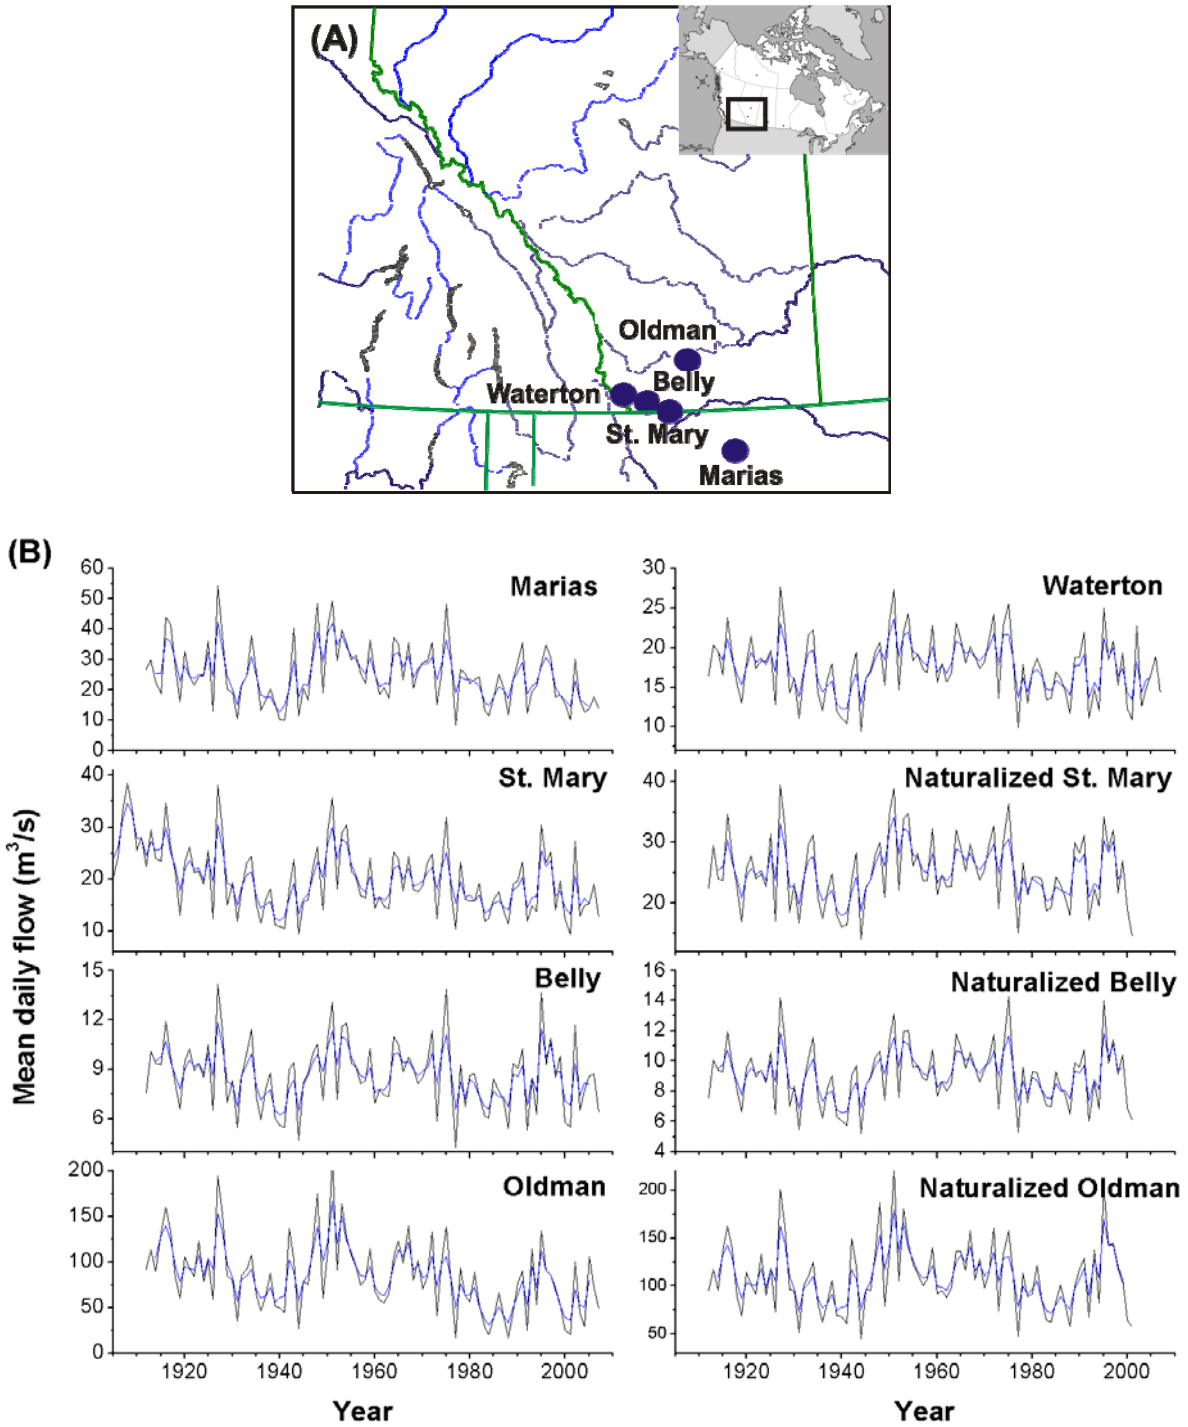 (A)
Oldman
Belly
Waterton
St. Mary
Marias
(B)
Mean daily flow (m³/s)
Marias
60
50
40
30
20
10
0
Waterton
30
25
20
15
10
St. Mary
40
30
20
10
Naturalized St. Mary
40
30
20
Belly
15
12
9
6
Naturalized Belly
16
14
12
10
8
6
4
Oldman
200
150
100
50
0
1920 1940 1960 1980 2000
Year
Naturalized Oldman
200
150
100
50
1920 1940 1960 1980 2000
Year